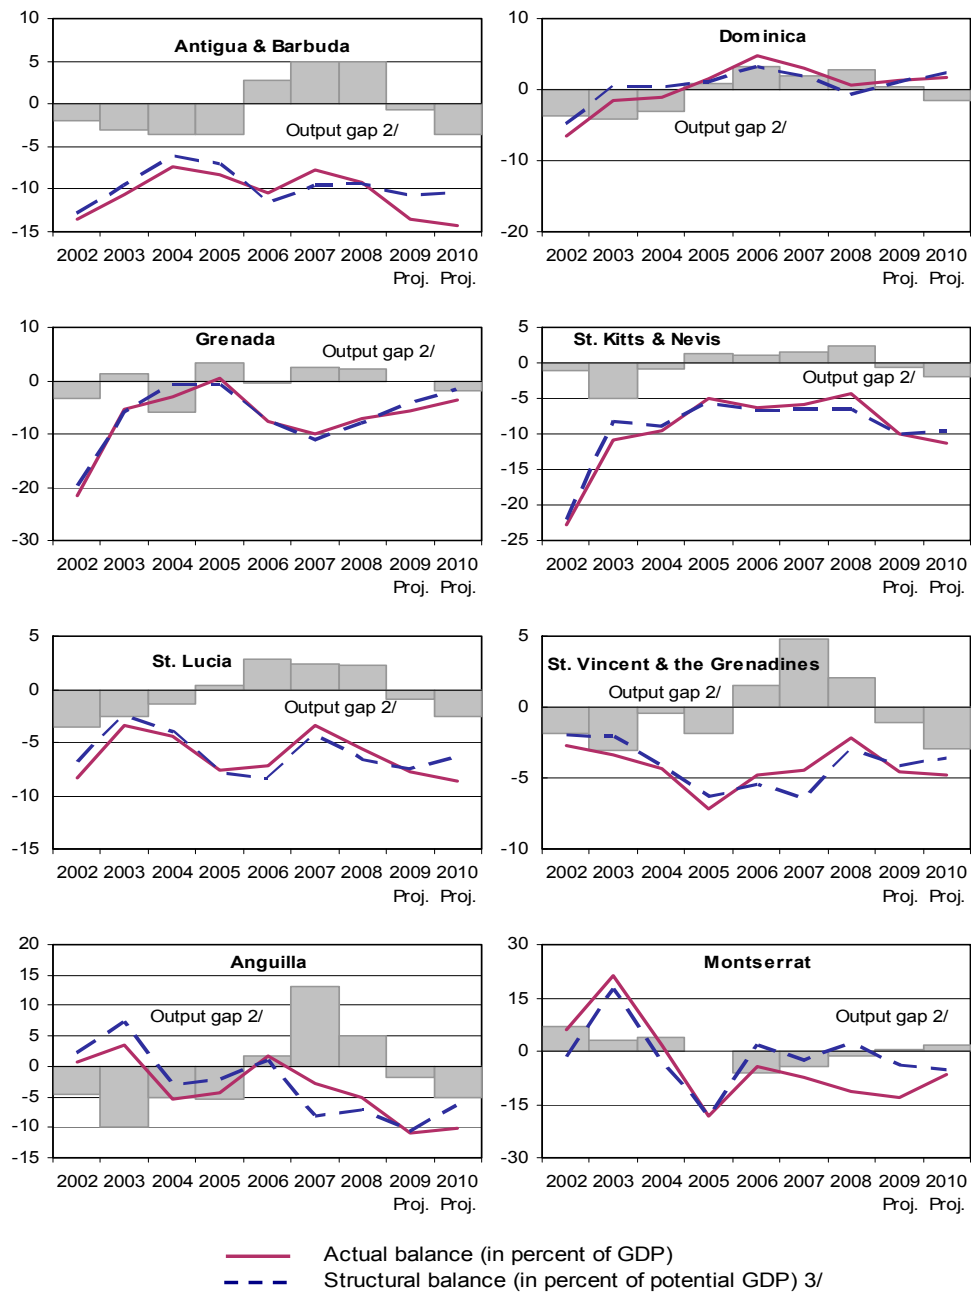 Antigua & Barbuda
10
5
0
-5
-10
-15
Output gap 2/
2002 2003 2004 2005 2006 2007 2008 2009 2010
Proj. Proj.
Dominica
10
0
-10
-20
Output gap 2/
2002 2003 2004 2005 2006 2007 2008 2009 2010
Proj. Proj.
Grenada
10
0
-10
-20
-30
Output gap 2/
2002 2003 2004 2005 2006 2007 2008 2009 2010
Proj. Proj.
St. Kitts & Nevis
5
0
-5
-10
-15
-20
-25
Output gap 2/
2002 2003 2004 2005 2006 2007 2008 2009 2010
Proj. Proj.
St. Lucia
5
0
-5
-10
-15
Output gap 2/
2002 2003 2004 2005 2006 2007 2008 2009 2010
Proj. Proj.
St. Vincent & the Grenadines
5
0
-5
-10
Output gap 2/
2002 2003 2004 2005 2006 2007 2008 2009 2010
Proj. Proj.
Anguilla
20
15
10
5
0
-5
-10
-15
Output gap 2/
2002 2003 2004 2005 2006 2007 2008 2009 2010
Proj. Proj.
Montserrat
30
15
0
-15
-30
Output gap 2/
2002 2003 2004 2005 2006 2007 2008 2009 2010
Proj. Proj.
Actual balance (in percent of GDP)
Structural balance (in percent of potential GDP) 3/